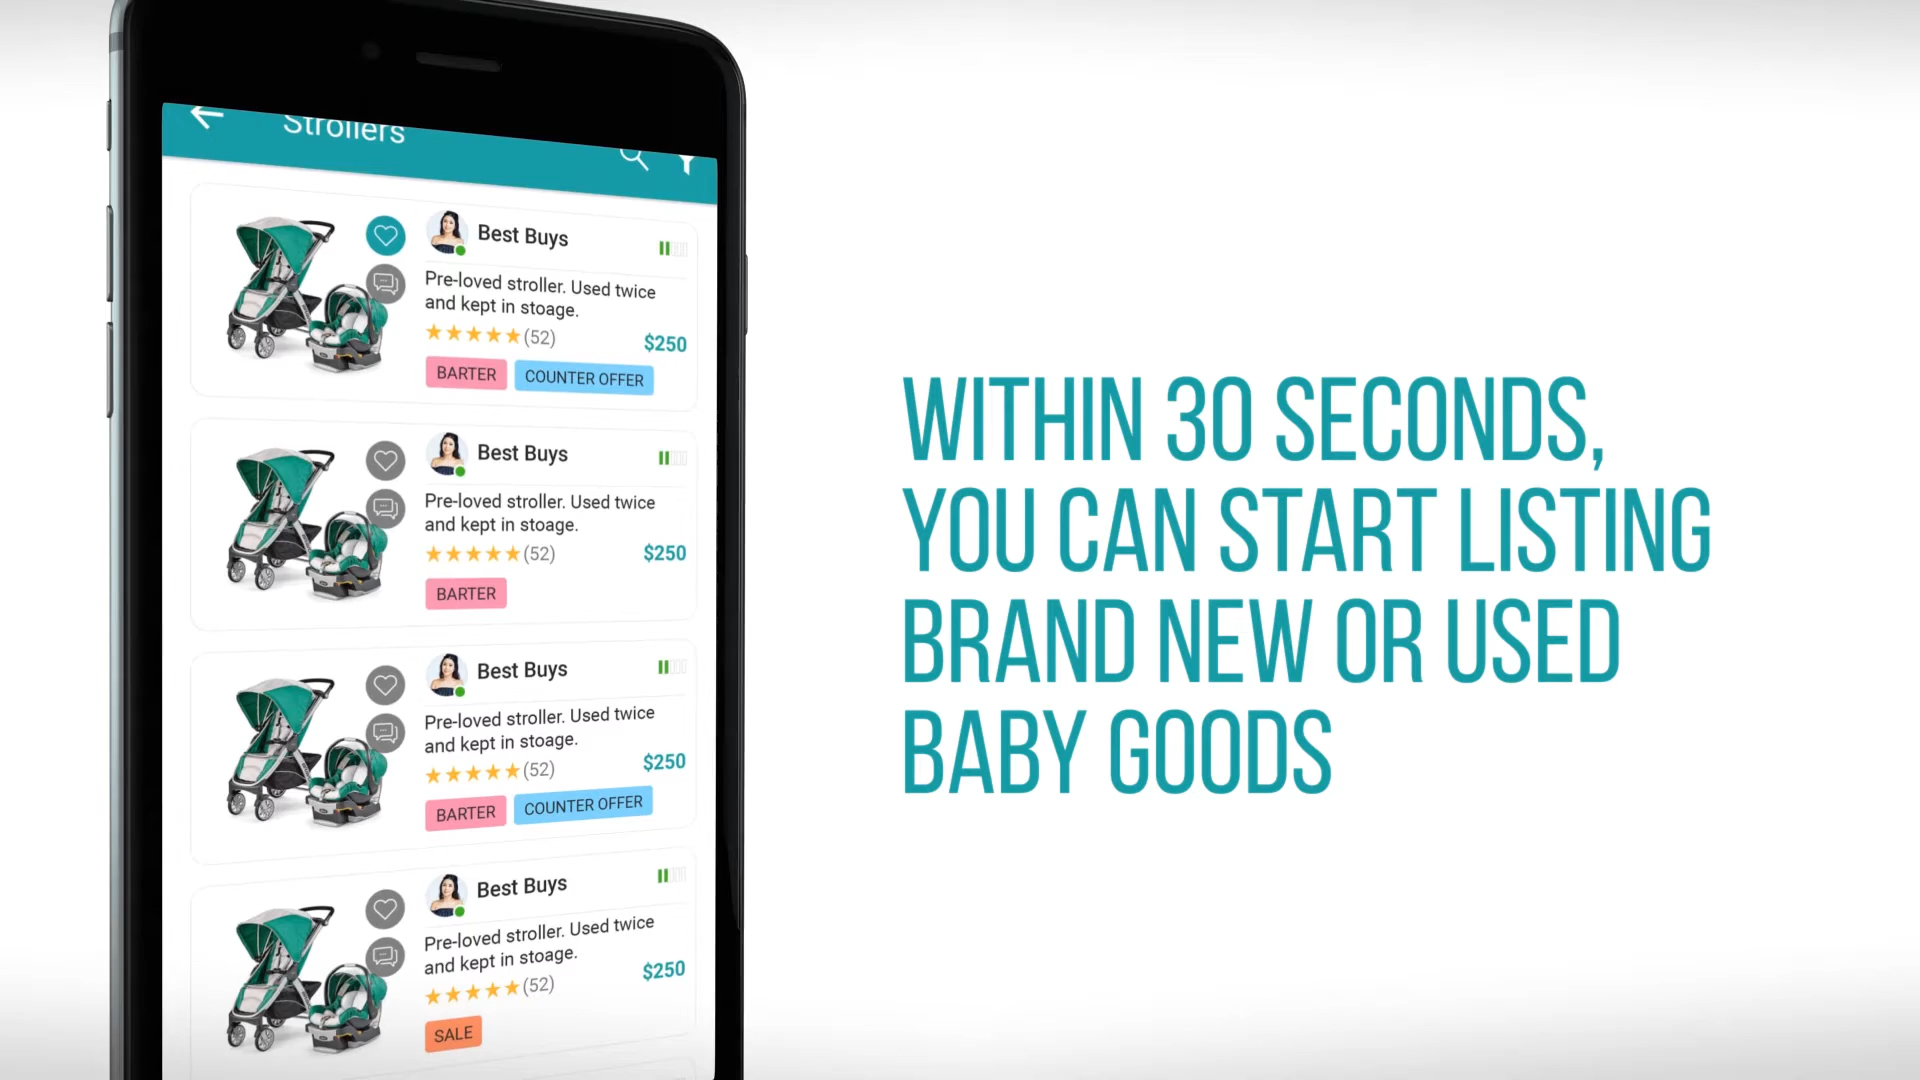 Strollers
Best Buys
Pre-loved stroller. Used twice
and kept in stoage.
(52)
$250
BARTER
COUNTER OFFER
Best Buys
Pre-loved stroller. Used twice
and kept in stoage.
(52)
$250
BARTER
Best Buys
Pre-loved stroller. Used twice
and kept in stoage.
(52)
$250
BARTER
COUNTER OFFER
Best Buys
Pre-loved stroller. Used twice
and kept in stoage.
(52)
$250
SALE
WITHIN 30 SECONDS,
YOU CAN START LISTING
BRAND NEW OR USED
BABY GOODS